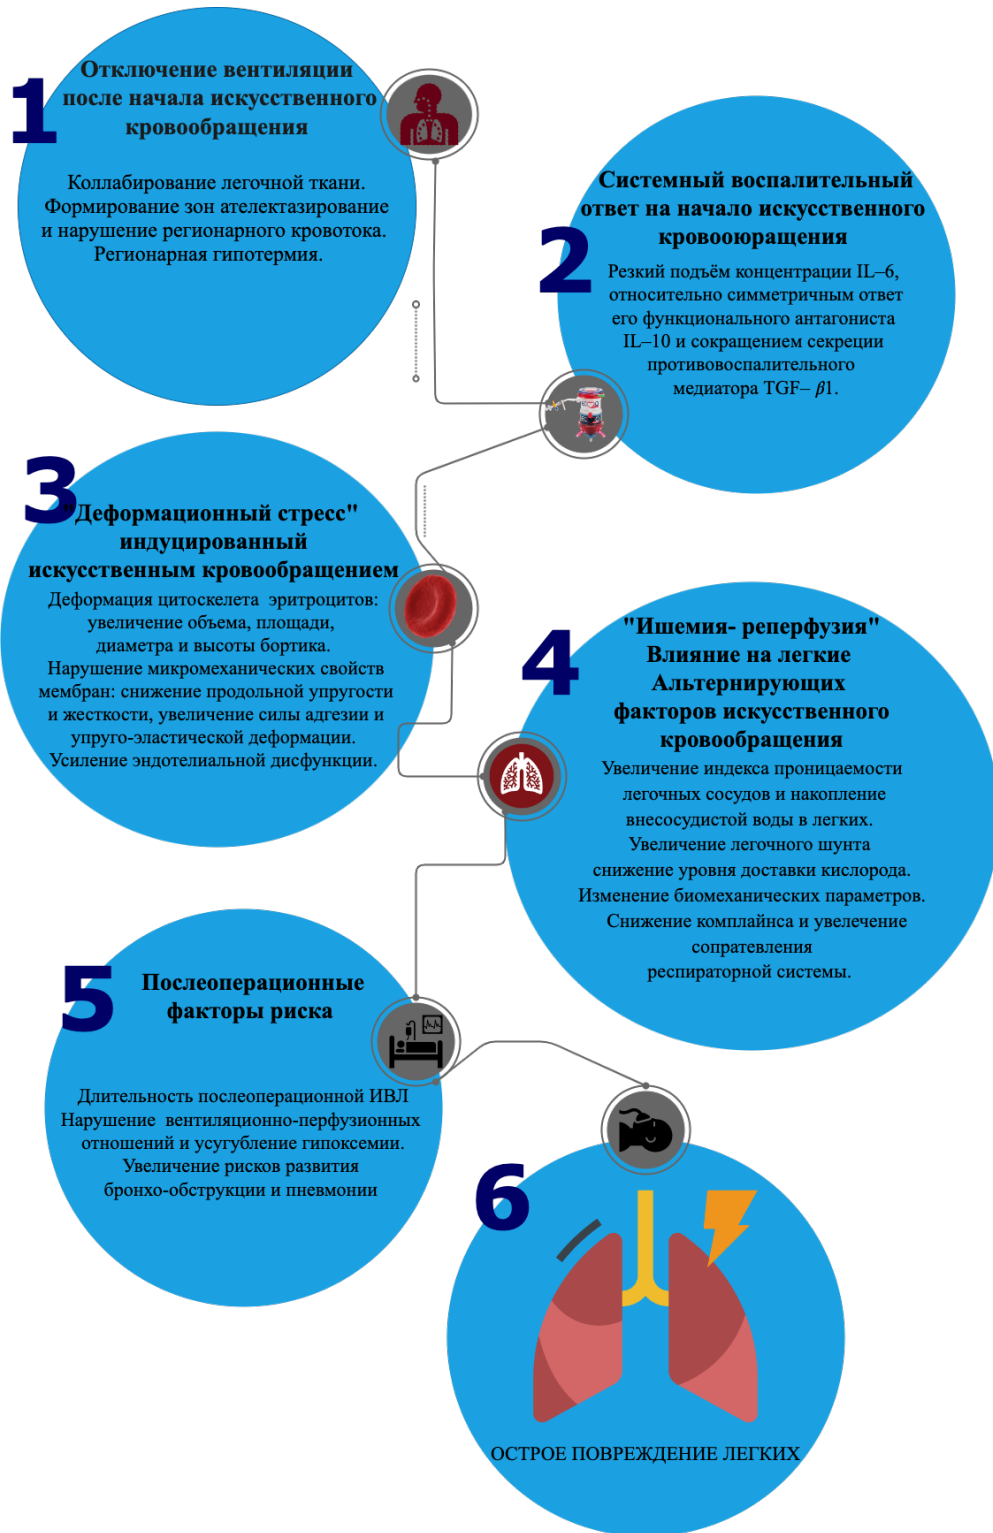 1
Отключение вентиляции
после начала искусственного
кровообращения
Коллабирование легочной ткани.
Формирование зон ателектазирование
и нарушение регионарного кровотока.
Регионарная гипотермия.
2
Системный воспалительный
ответ на начало искусственного
кровооюращения
Резкий подъём концентрации IL–6,
относительно симметричным ответ
его функционального антагониста
IL–10 и сокращением секреции
противовоспалительного
медиатора TGF– β1.
3
"Деформационный стресс"
индуцированный
искусственным кровообращением
Деформация цитоскелета эритроцитов:
увеличение объема, площади,
диаметра и высоты бортика.
Нарушение микромеханических свойств
мембран: снижение продольной упругости
и жесткости, увеличение силы адгезии и
упруго-эластической деформации.
Усиление эндотелиальной дисфункции.
4
"Ишемия- реперфузия"
Влияние на легкие
Альтернирующих
факторов искусственного
кровообращения
Увеличение индекса проницаемости
легочных сосудов и накопление
внесосудистой воды в легких.
Увеличение легочного шунта
снижение уровня доставки кислорода.
Изменение биомеханических параметров.
Снижение комплайнса и увелечение
сопратевления
респираторной системы.
5
Послеоперационные
факторы риска
Длительность послеоперационной ИВЛ
Нарушение вентиляционно-перфузионных
отношений и усугубление гипоксемии.
Увеличение рисков развития
бронхо-обструкции и пневмонии
6
ОСТРОЕ ПОВРЕЖДЕНИЕ ЛЕГКИХ